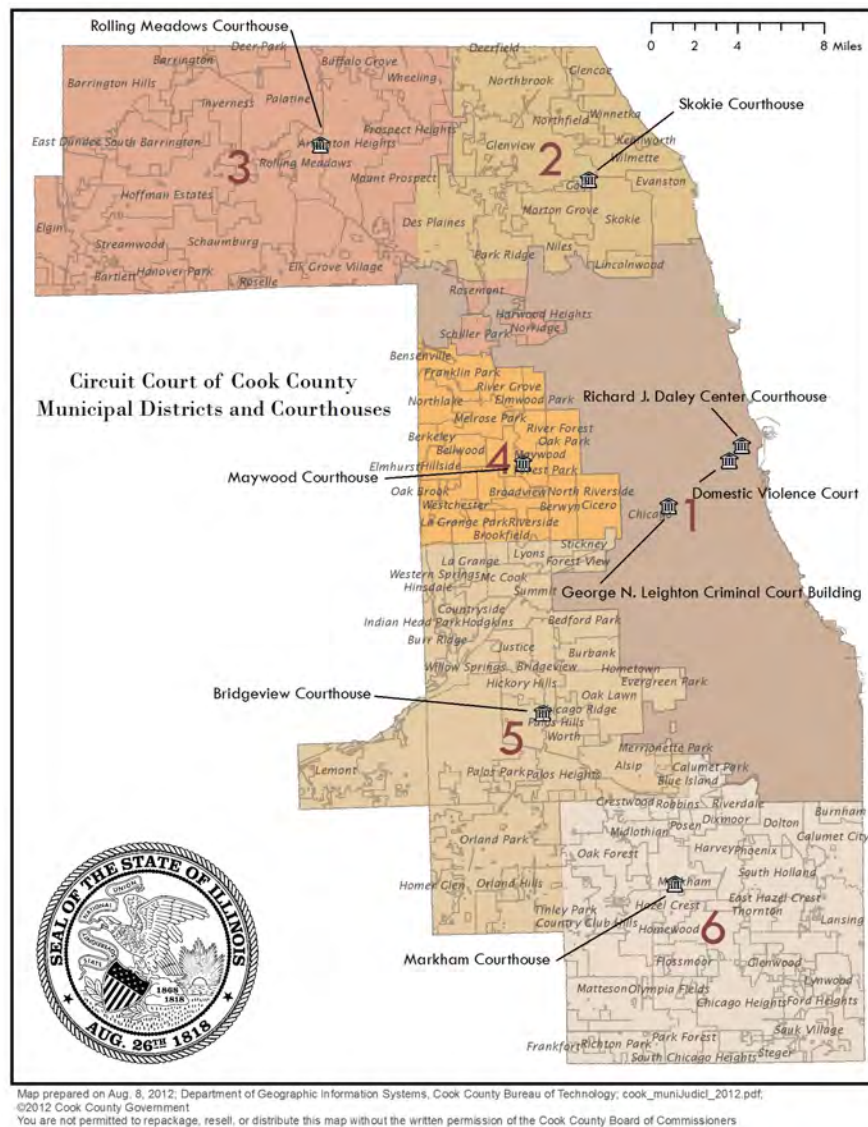 Rolling Meadows Courthouse
0 2 4 8 Miles
Deer Park
Deerfield
Barrington
Buffalo Grove
Northbrook
Glencoe
Barrington Hills
Wheeling
Skokie Courthouse
Palatine
Inverness
Winnetka
Northfield
Prospect Heights
Kenilworth
East Dundee
South Barrington
Arlington Heights
Glenview
2
Wilmette
3
Rolling Meadows
Mount Prospect
Evanston
Hoffman Estates
Morton Grove
Skokie
Elgin
Des Plaines
Streamwood
Schaumburg
Niles
Park Ridge
Bartlett
Hanover Park
Elk Grove Village
Lincolnwood
Roselle
Rosemont
Harwood Heights
Norridge
Schiller Park
Bensenville
Circuit Court of Cook County
Municipal Districts and Courthouses
Franklin Park
River Grove
Northlake
Elmwood Park
Richard J. Daley Center Courthouse
Melrose Park
River Forest
Berkeley
Oak Park
Bellwood
4
Maywood
Maywood Courthouse
Elmhurst
Hillside
Forest Park
Oak Brook
Broadview
North Riverside
Domestic Violence Court
Westchester
Berwyn
Cicero
Chicago
1
La Grange Park
Riverside
Brookfield
Stickney
Lyons
La Grange
Forest View
Western Springs
Mc Cook
Hinsdale
Summit
George N. Leighton Criminal Court Building
Countryside
Indian Head Park
Hodgkins
Bedford Park
Burr Ridge
Justice
Burbank
Willow Springs
Bridgeview
Hometown
Hickory Hills
Evergreen Park
Bridgeview Courthouse
Oak Lawn
Chicago Ridge
Palos Hills
5
Worth
Merrionette Park
Lemont
Alsip
Calumet Park
Palos Park
Palos Heights
Blue Island
Crestwood
Robbins
Riverdale
Burnham
Posen
Dixmoor
Dolton
Midlothian
Calumet City
Orland Park
Harvey
Phoenix
Oak Forest
South Holland
Homer Glen
Orland Hills
Markham
East Hazel Crest
Hazel Crest
Thornton
Tinley Park
Country Club Hills
Lansing
Homewood
6
Markham Courthouse
Flossmoor
Glenwood
Lynwood
Matteson
Olympia Fields
Chicago Heights
Ford Heights
Park Forest
Sauk Village
Frankfort
Richton Park
Steger
South Chicago Heights
SEAL OF THE STATE OF ILLINOIS
STATE
SOVEREIGNTY
NATIONAL
UNION
1868
1818
AUG. 26TH 1818
Map prepared on Aug. 8, 2012; Department of Geographic Information Systems, Cook County Bureau of Technology; cook_muniJudicl_2012.pdf;
©2012 Cook County Government
You are not permitted to repackage, resell, or distribute this map without the written permission of the Cook County Board of Commissioners